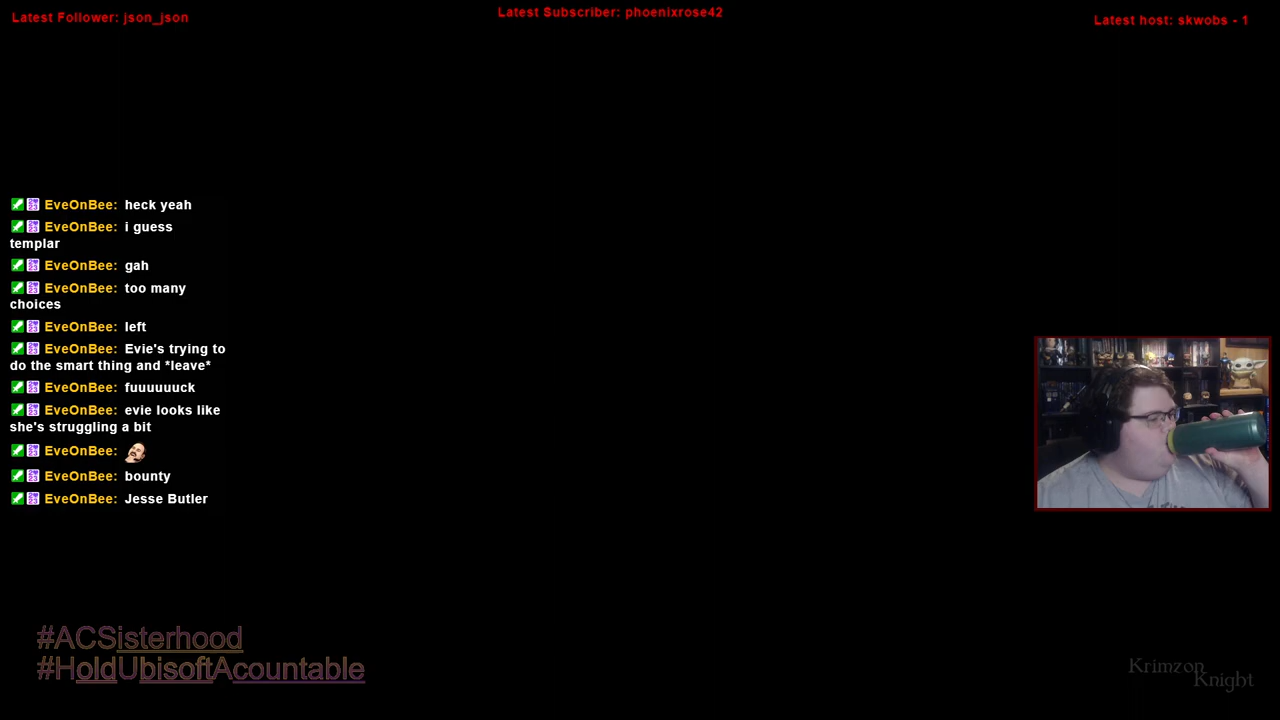 Latest Follower: json_json
Latest Subscriber: phoenixrose42
Latest host: skwobs - 1
EveOnBee: heck yeah
EveOnBee: i guess
templar
EveOnBee: gah
EveOnBee: too many
choices
EveOnBee: left
EveOnBee: Evie's trying to
do the smart thing and *leave*
EveOnBee: fuuuuuuck
EveOnBee: evie looks like
she's struggling a bit
EveOnBee:
EveOnBee: bounty
EveOnBee: Jesse Butler
#ACSisterhood
#HoldUbisoftAcountable
Krimzon
Knight